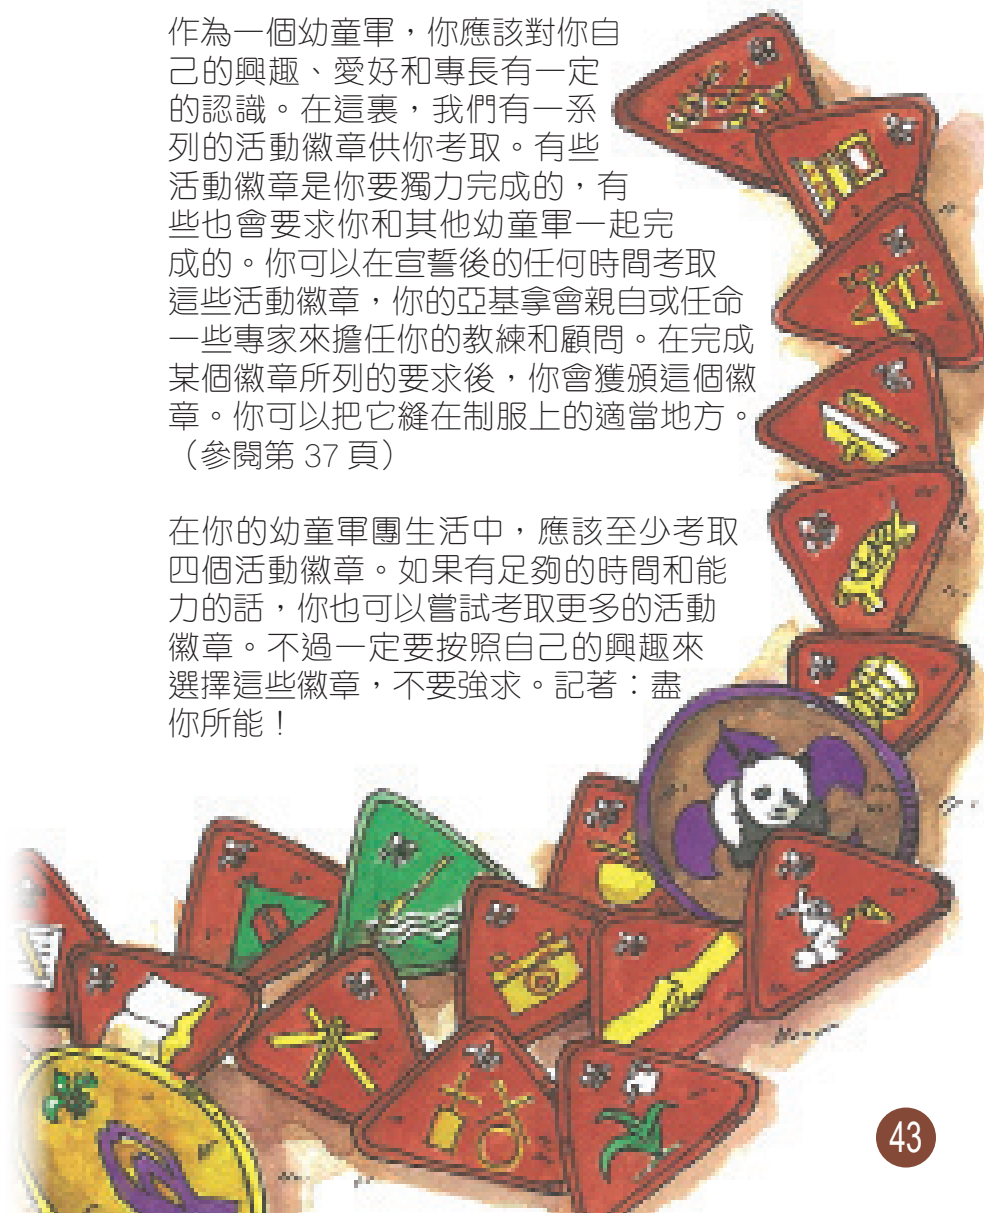 作為一個幼童軍，你應該對你自
己的興趣、愛好和專長有一定
的認識。在這裏，我們有一系
列的活動徽章供你考取。有些
活動徽章是你要獨力完成的，有
些也會要求你和其他幼童軍一起完
成的。你可以在宣誓後的任何時間考取
這些活動徽章，你的亞基拿會親自或任命
一些專家來擔任你的教練和顧問。在完成
某個徽章所列的要求後，你會獲頒這個徽
章。你可以把它縫在制服上的適當地方。
（參閱第 37 頁）
在你的幼童軍團生活中，應該至少考取
四個活動徽章。如果有足夠的時間和能
力的話，你也可以嘗試考取更多的活動
徽章。不過一定要按照自己的興趣來
選擇這些徽章，不要強求。記著：盡
你所能！
43